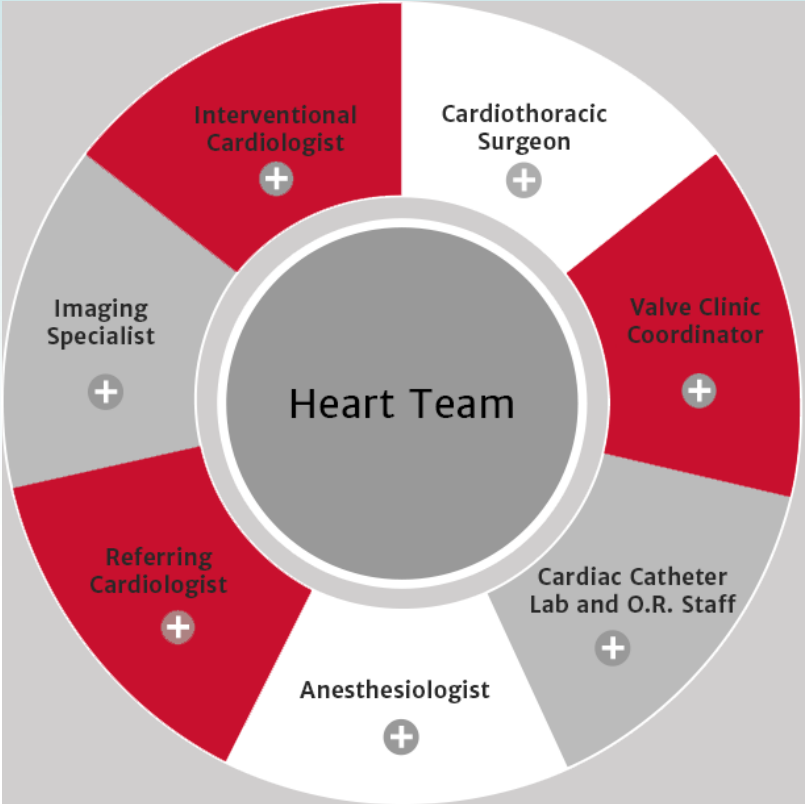 Interventional
Cardiologist
Cardiothoracic
Surgeon
Imaging
Specialist
Valve Clinic
Coordinator
Heart Team
Referring
Cardiologist
Cardiac Catheter
Lab and O.R. Staff
Anesthesiologist